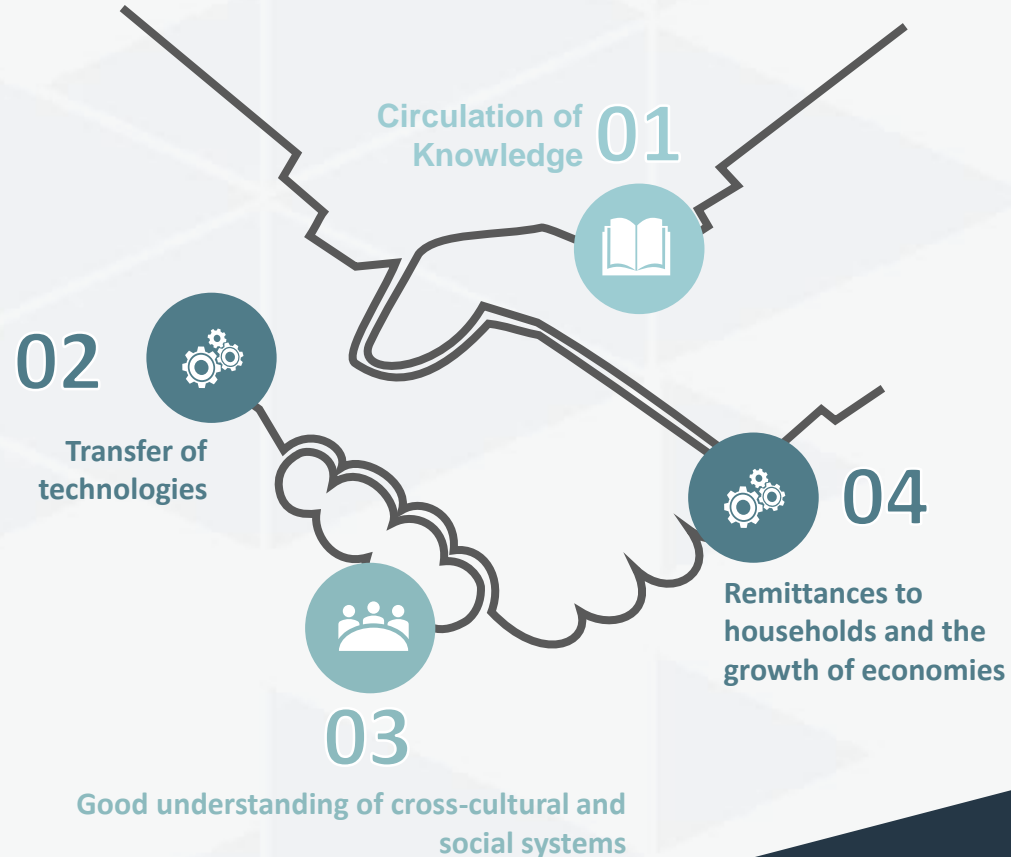 Circulation of
Knowledge
01
02
Transfer of
technologies
03
Good understanding of cross-cultural and
social systems
04
Remittances to
households and the
growth of economies